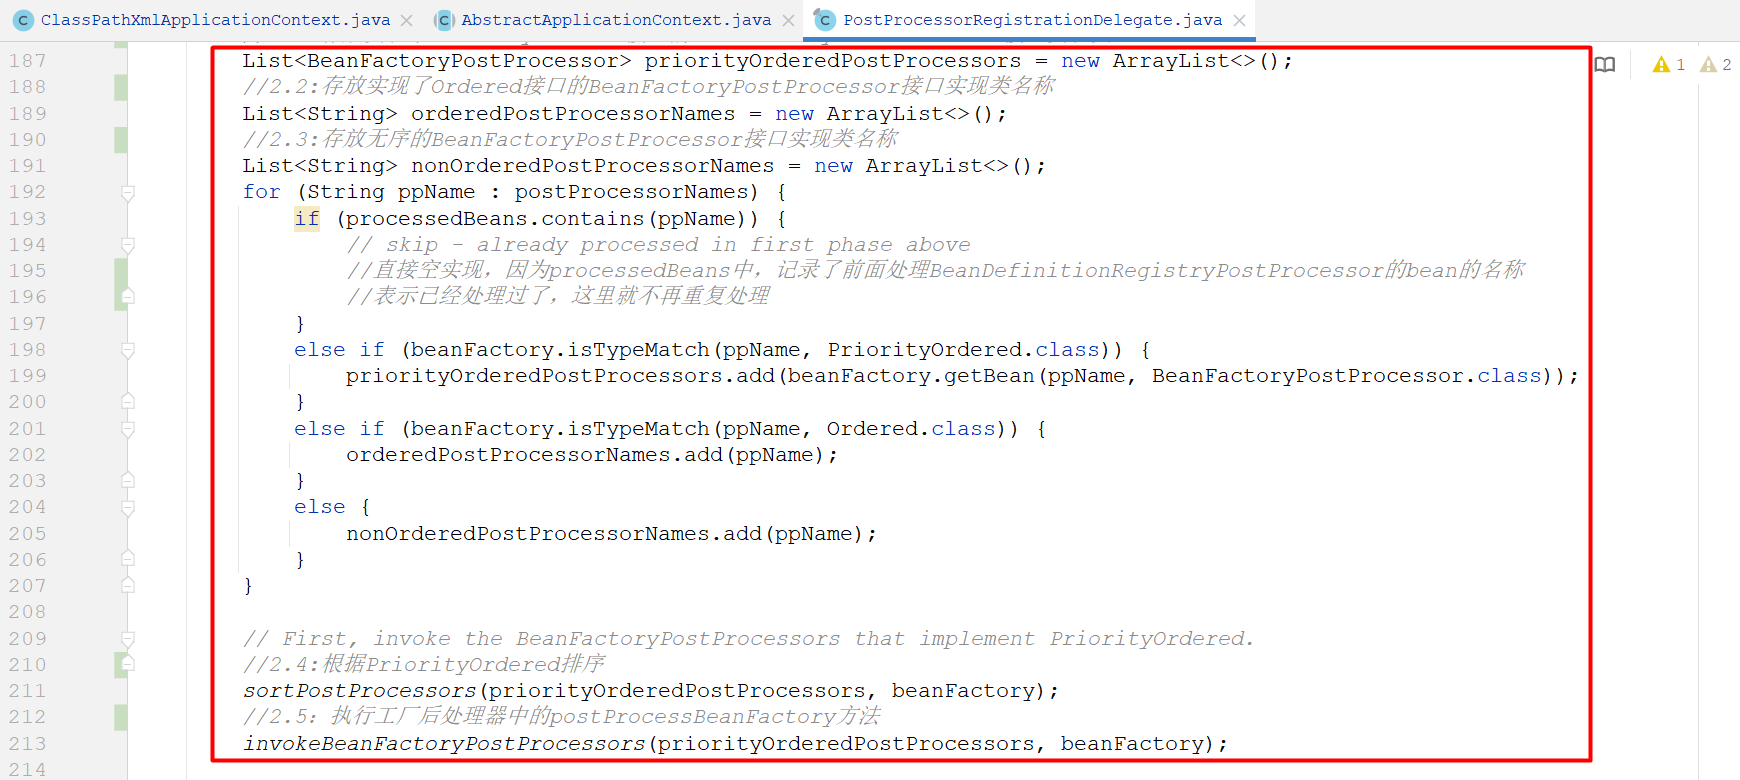 ClassPathXmlApplicationContext.java
AbstractApplicationContext.java
PostProcessorRegistrationDelegate.java
187 List<BeanFactoryPostProcessor> priorityOrderedPostProcessors = new ArrayList<>();
1 2
188 //2.2:存放实现了Ordered接口的BeanFactoryPostProcessor接口实现类名称
189 List<String> orderedPostProcessorNames = new ArrayList<>();
190 //2.3:存放无序的BeanFactoryPostProcessor接口实现类名称
191 List<String> nonOrderedPostProcessorNames = new ArrayList<>();
192 for (String ppName : postProcessorNames) {
193 if (processedBeans.contains(ppName)) {
194 // skip - already processed in first phase above
195 //直接空实现，因为processedBeans中，记录了前面处理BeanDefinitionRegistryPostProcessor的bean的名称
196 //表示已经处理过了，这里就不再重复处理
197 }
198 else if (beanFactory.isTypeMatch(ppName, PriorityOrdered.class)) {
199 priorityOrderedPostProcessors.add(beanFactory.getBean(ppName, BeanFactoryPostProcessor.class));
200 }
201 else if (beanFactory.isTypeMatch(ppName, Ordered.class)) {
202 orderedPostProcessorNames.add(ppName);
203 }
204 else {
205 nonOrderedPostProcessorNames.add(ppName);
206 }
207 }
208
209 // First, invoke the BeanFactoryPostProcessors that implement PriorityOrdered.
210 //2.4:根据PriorityOrdered排序
211 sortPostProcessors(priorityOrderedPostProcessors, beanFactory);
212 //2.5：执行工厂后处理器中的postProcessBeanFactory方法
213 invokeBeanFactoryPostProcessors(priorityOrderedPostProcessors, beanFactory);
214